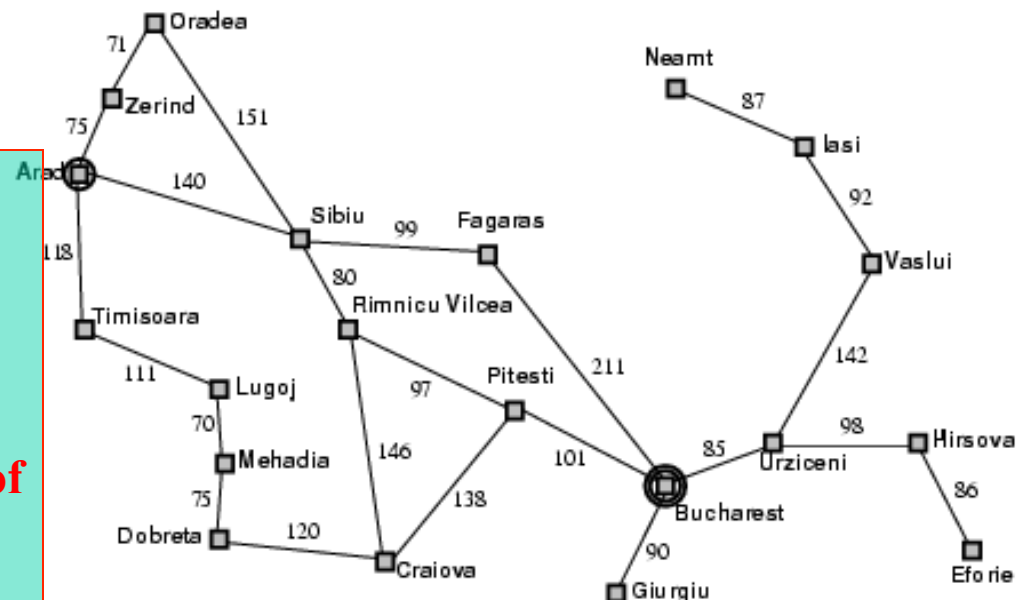 Oradea
71
Neamt
Zerind
87
75
151
Iasi
Arad
140
92
Sibiu
Fagaras
99
118
Vaslui
80
Timisoara
Rimnicu Vilcea
142
111
211
Lugoj
97
Pitesti
70
98
Mehadia
146
85
Hirsova
of
101
Urziceni
75
138
86
Dobreta
120
Bucharest
90
Craiova
Eforie
Giurgiu